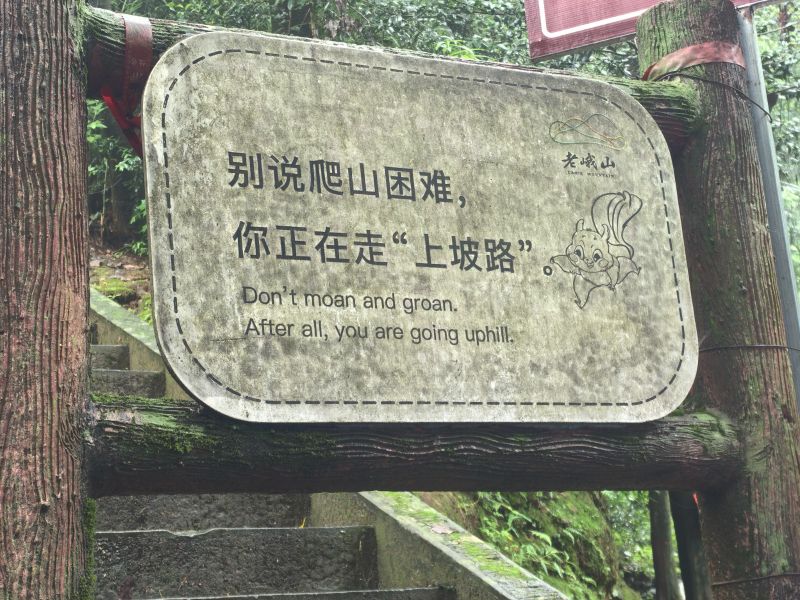 老峨山
别说爬山困难，
你正在走“上坡路”。
Don't moan and groan.
After all, you are going uphill.